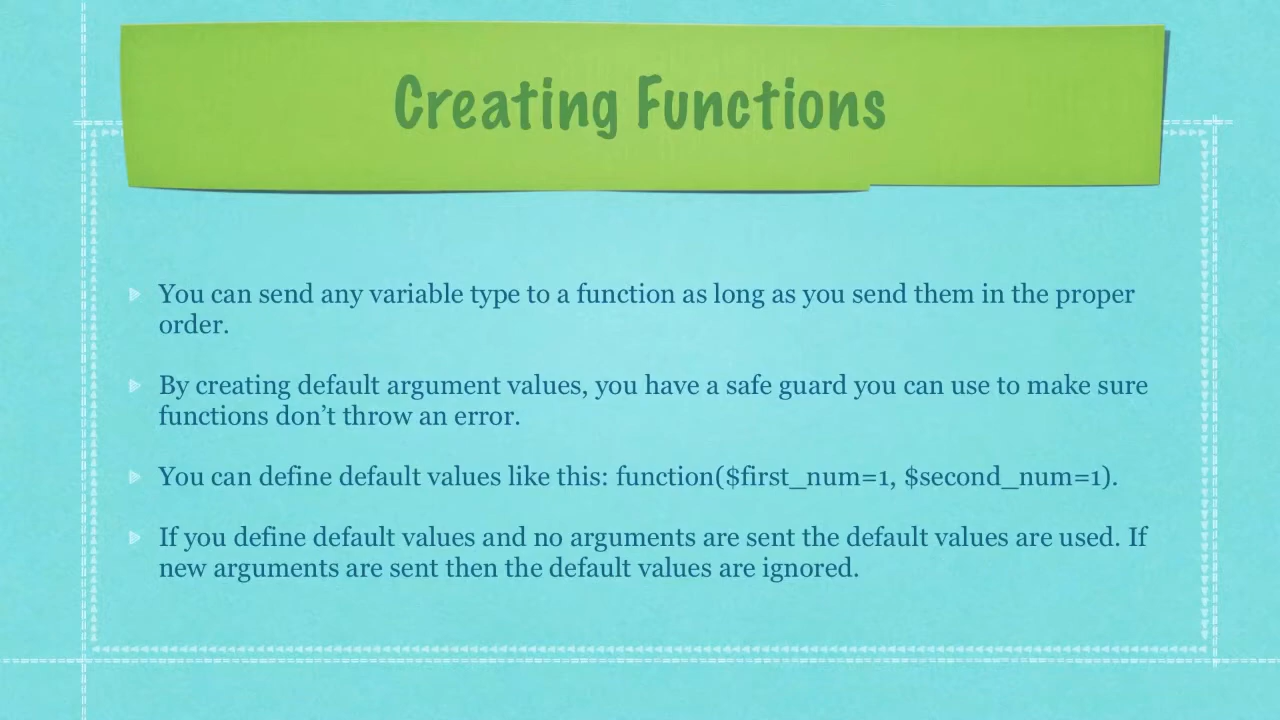 Creating Functions
You can send any variable type to a function as long as you send them in the proper
order.
By creating default argument values, you have a safe guard you can use to make sure
functions don’t throw an error.
You can define default values like this: function($first_num=1, $second_num=1).
If you define default values and no arguments are sent the default values are used. If
new arguments are sent then the default values are ignored.